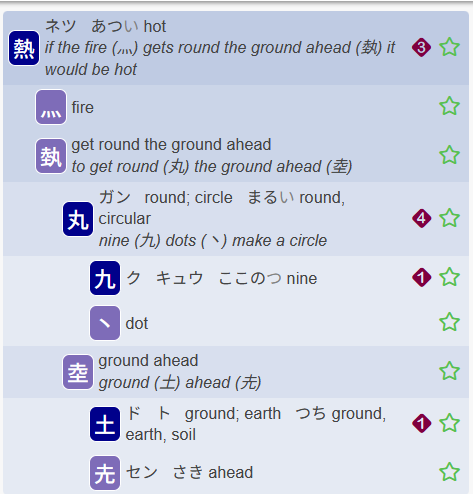 熱 ネツ あつい hot
if the fire (灬) gets round the ground ahead (埶) it 3
would be hot
灬 fire
埶 get round the ground ahead
to get round (丸) the ground ahead (坴)
丸 ガン round; circle まるい round,
circular 4
nine (九) dots (丶) make a circle
九 ク キュウ ここのつ nine 1
丶 dot
坴 ground ahead
ground (土) ahead (圥)
土 ド ト ground; earth つち ground,
earth, soil 1
圥 セン さき ahead